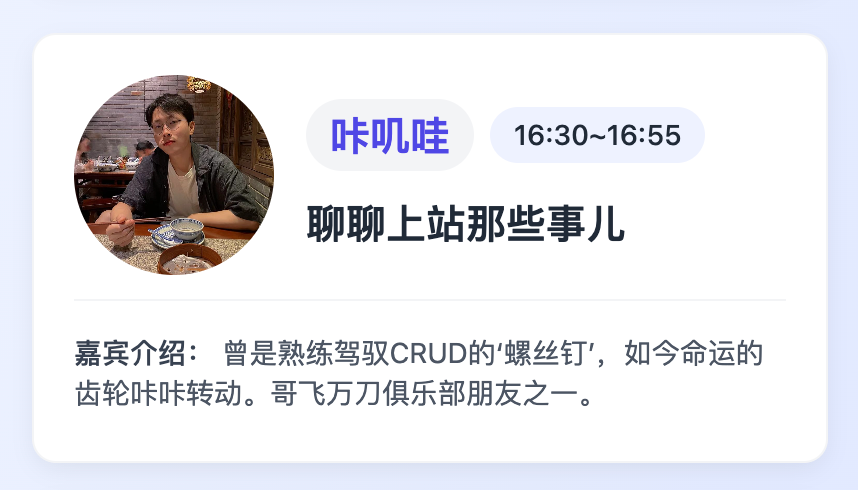 咔叽哇
16:30~16:55
聊聊上站那些事儿
嘉宾介绍： 曾是熟练驾驭CRUD的‘螺丝钉’，如今命运的
齿轮咔咔转动。哥飞万刀俱乐部朋友之一。